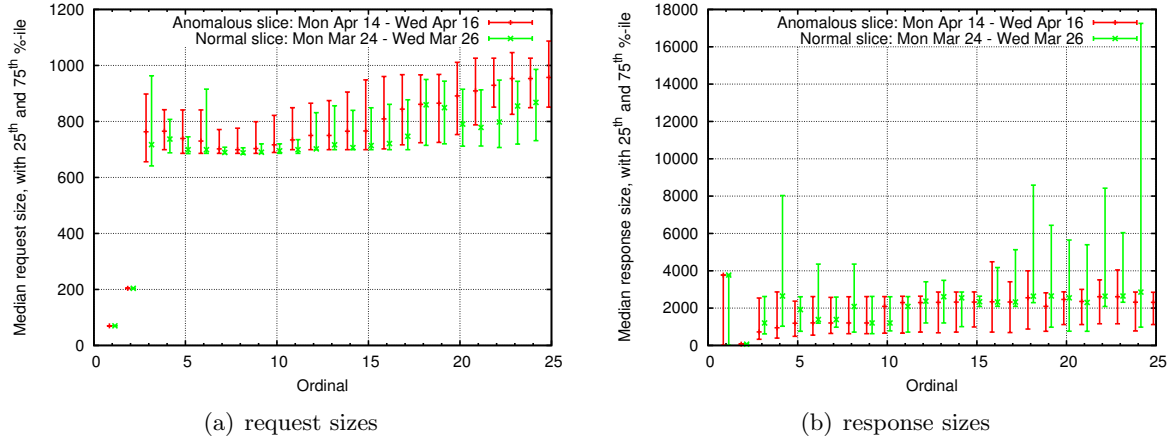 Anomalous slice: Mon Apr 14 - Wed Apr 16
Normal slice: Mon Mar 24 - Wed Mar 26
Median request size, with 25th and 75th %-ile
1200
1000
800
600
400
200
0
0 5 10 15 20 25
Ordinal
(a) request sizes
Anomalous slice: Mon Apr 14 - Wed Apr 16
Normal slice: Mon Mar 24 - Wed Mar 26
Median response size, with 25th and 75th %-ile
18000
16000
14000
12000
10000
8000
6000
4000
2000
0
0 5 10 15 20 25
Ordinal
(b) response sizes